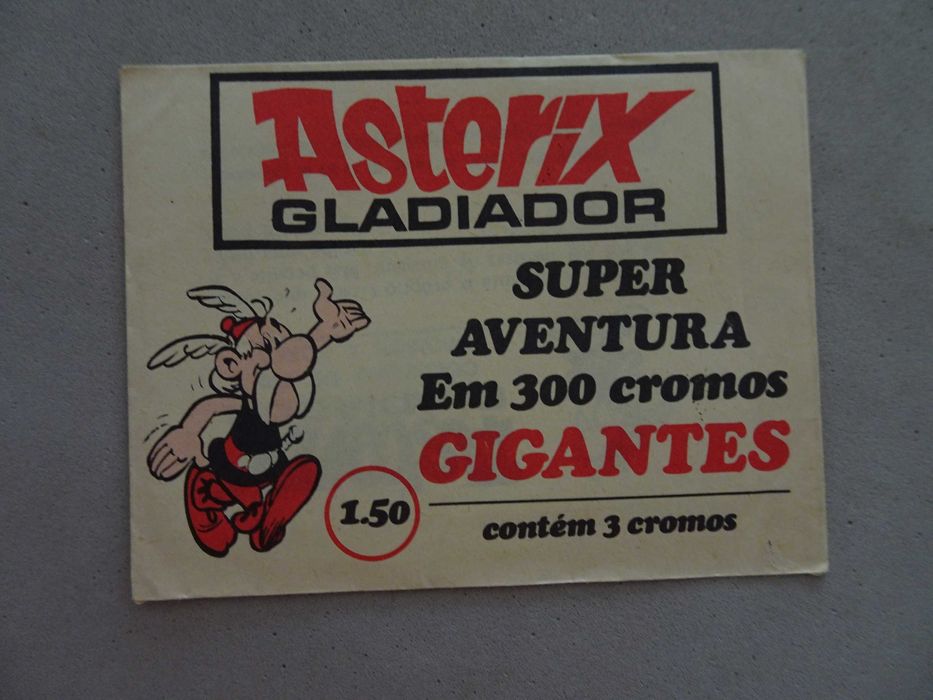 Asterix
GLADIADOR
SUPER
AVENTURA
Em 300 cromos
GIGANTES
1.50
contém 3 cromos